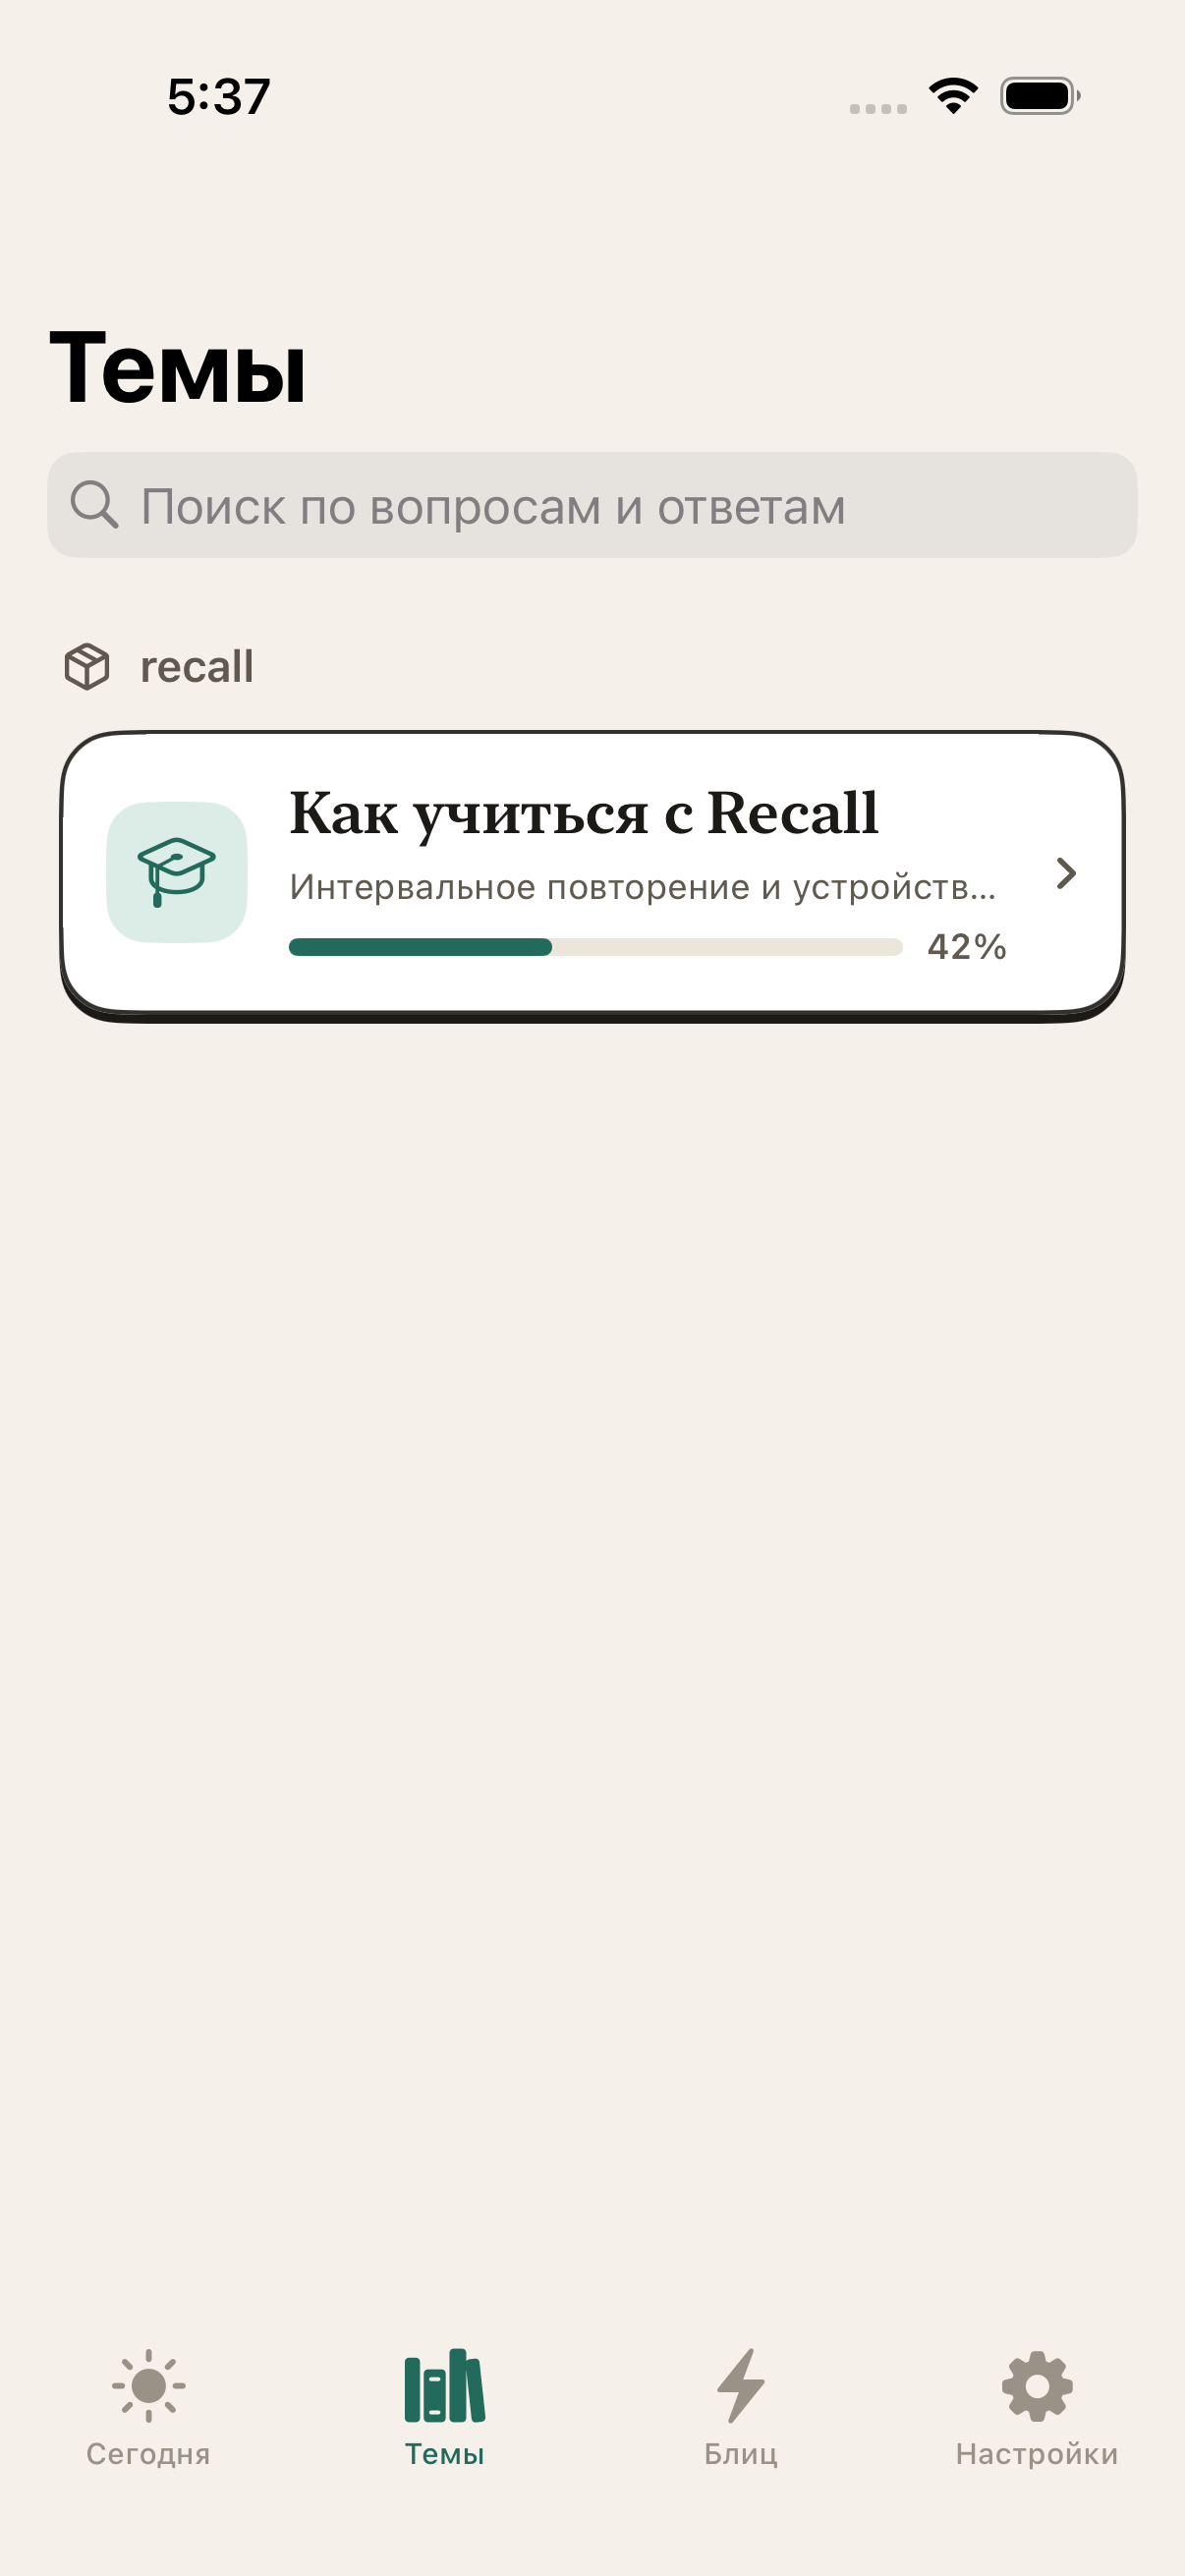 5:37
Темы
Поиск по вопросам и ответам
recall
Как учиться с Recall
Интервальное повторение и устройств...
42%
Сегодня
Темы
Блиц
Настройки